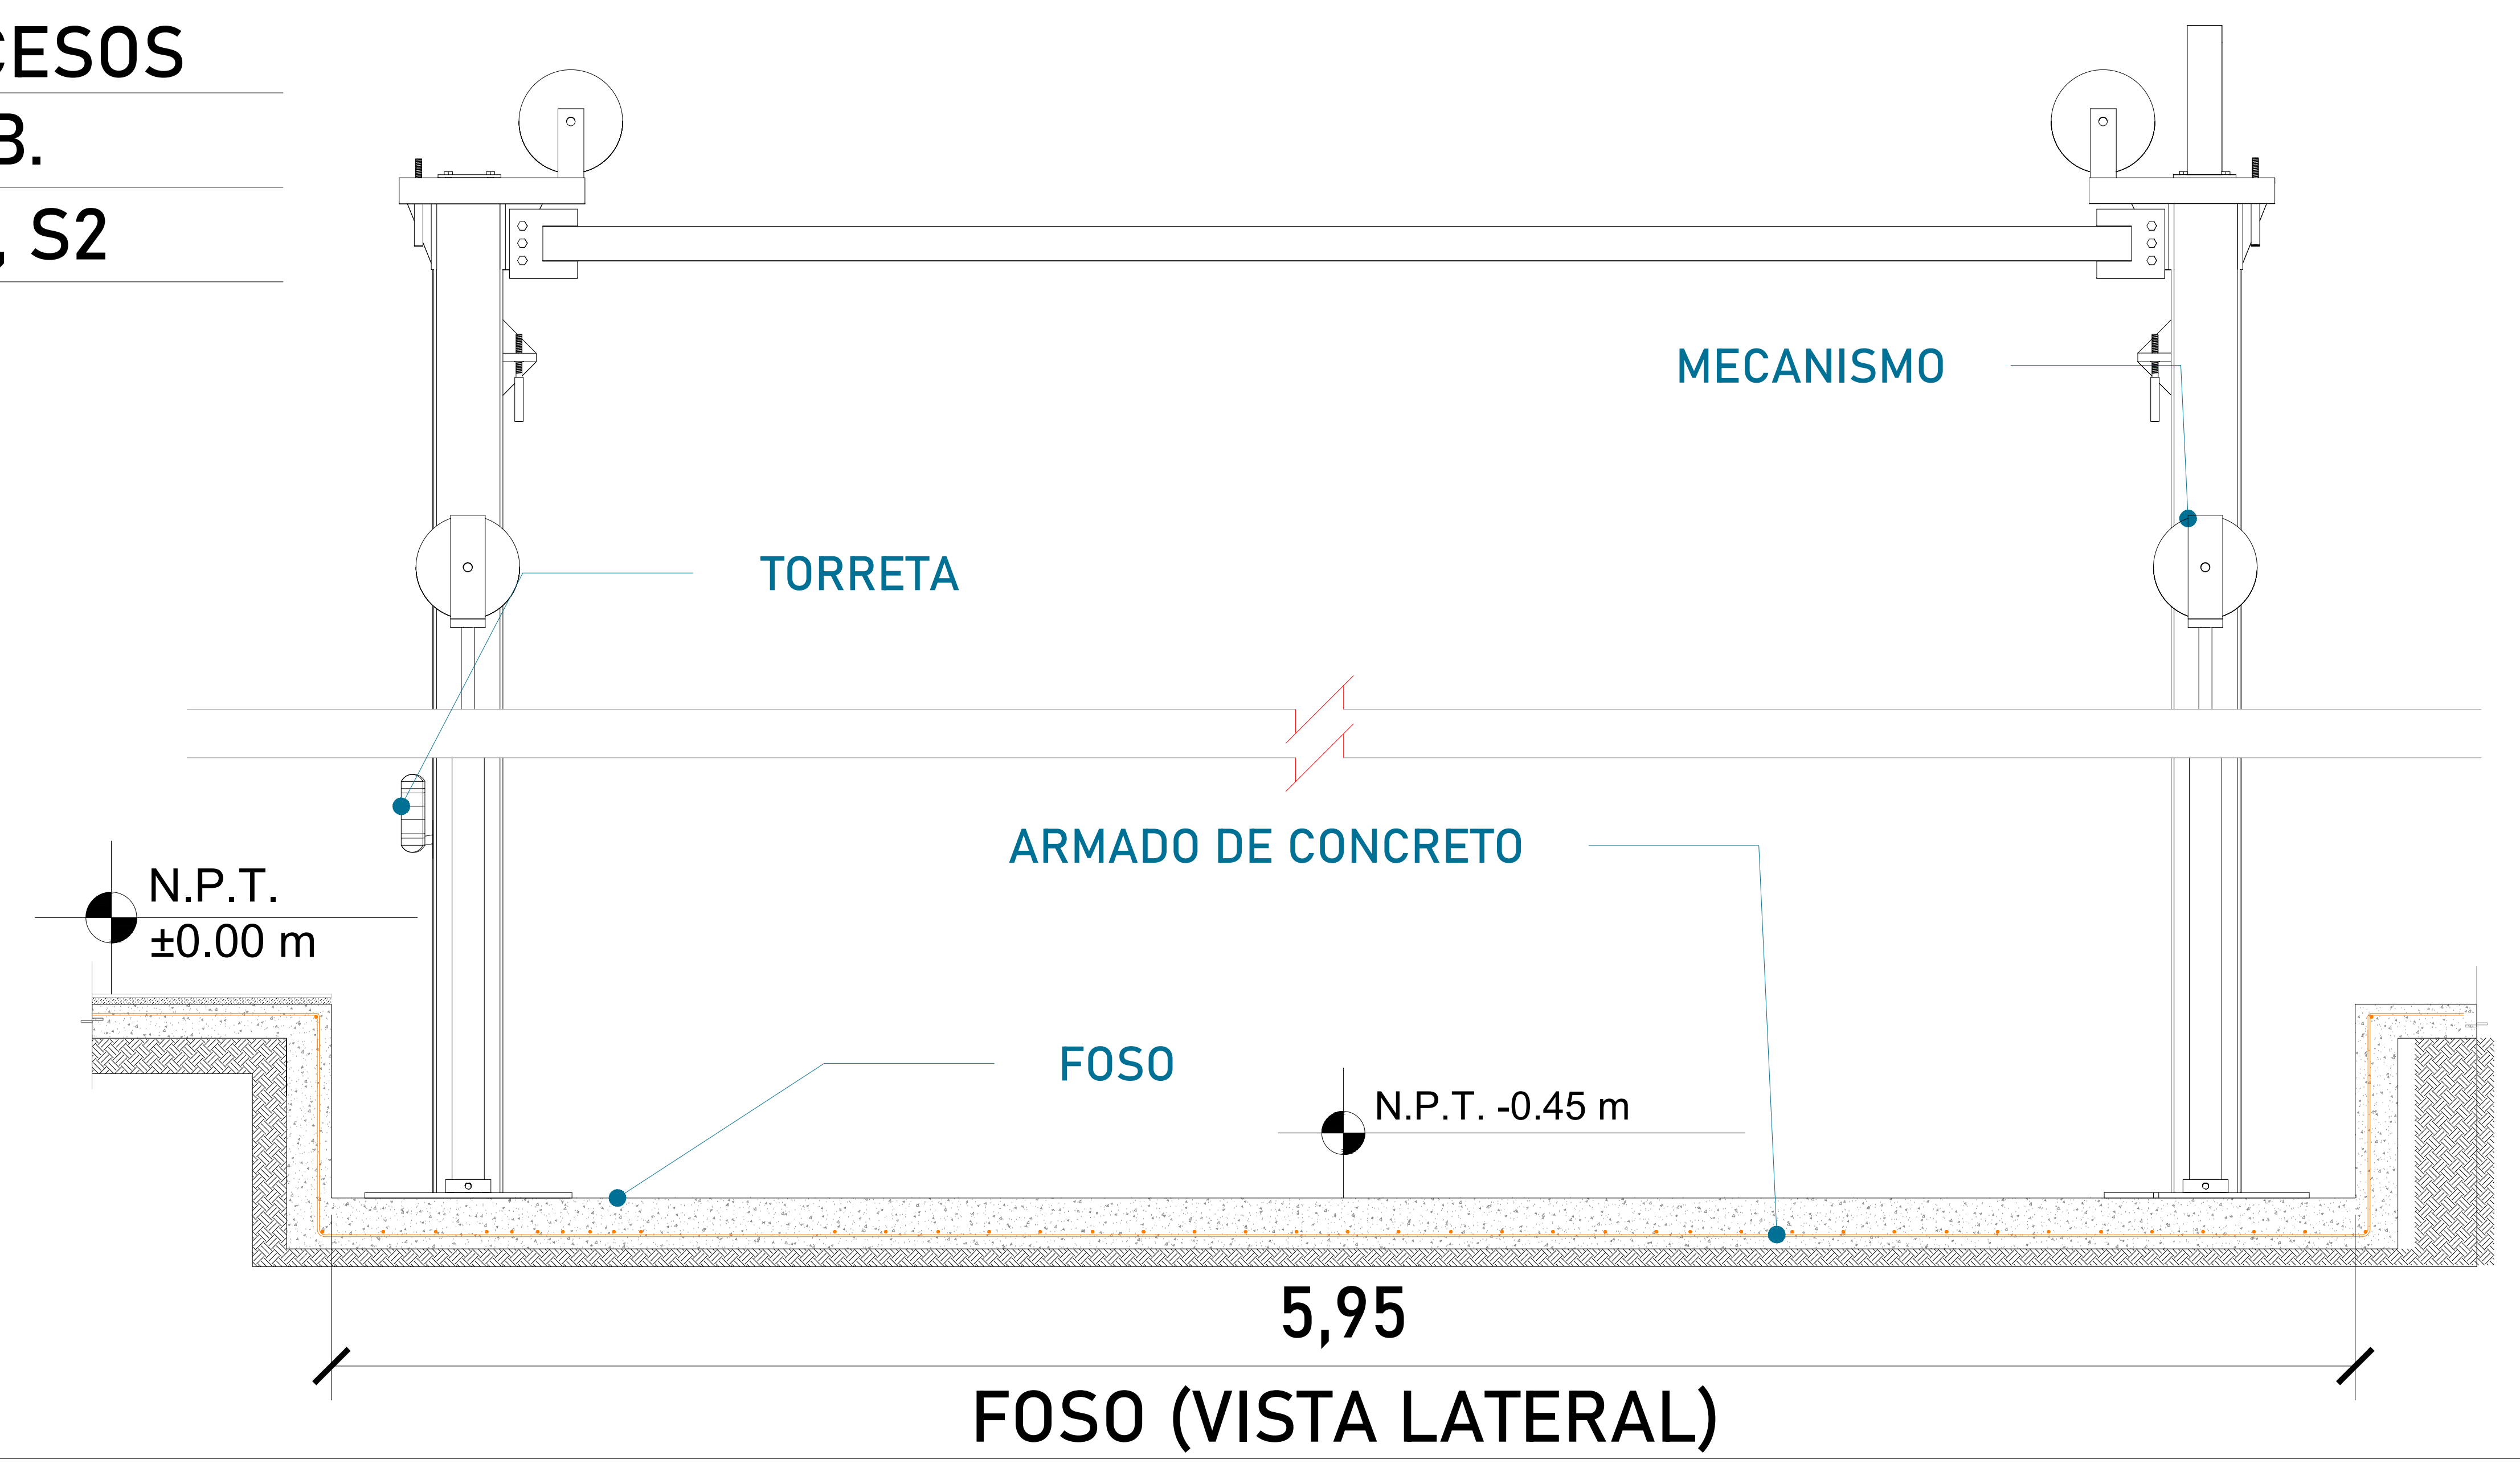 CESOS
B.
, S2
MECANISMO
TORRETA
ARMADO DE CONCRETO
N.P.T.
±0.00 m
FOSO
N.P.T. -0.45 m
5,95
FOSO (VISTA LATERAL)